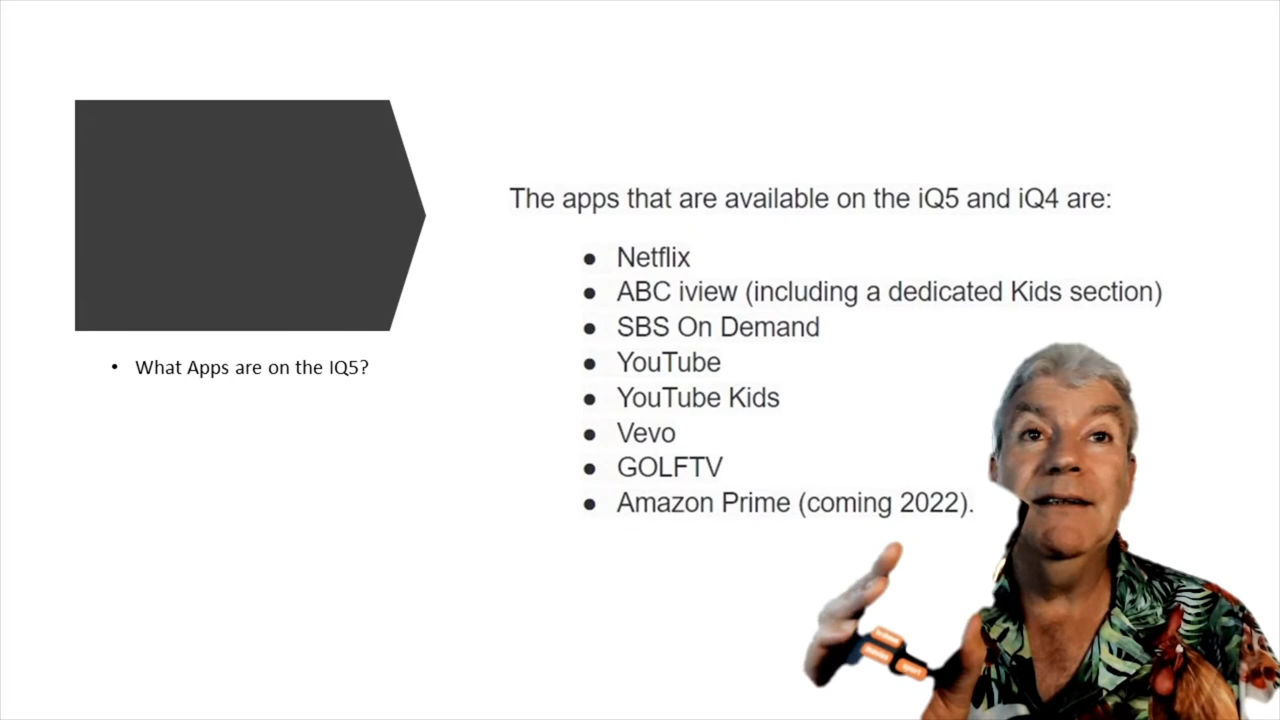 The apps that are available on the iQ5 and iQ4 are:
● Netflix
● ABC iview (including a dedicated Kids section)
● SBS On Demand
● YouTube
● YouTube Kids
● Vevo
● GOLFTV
● Amazon Prime (coming 2022).
• What Apps are on the IQ5?